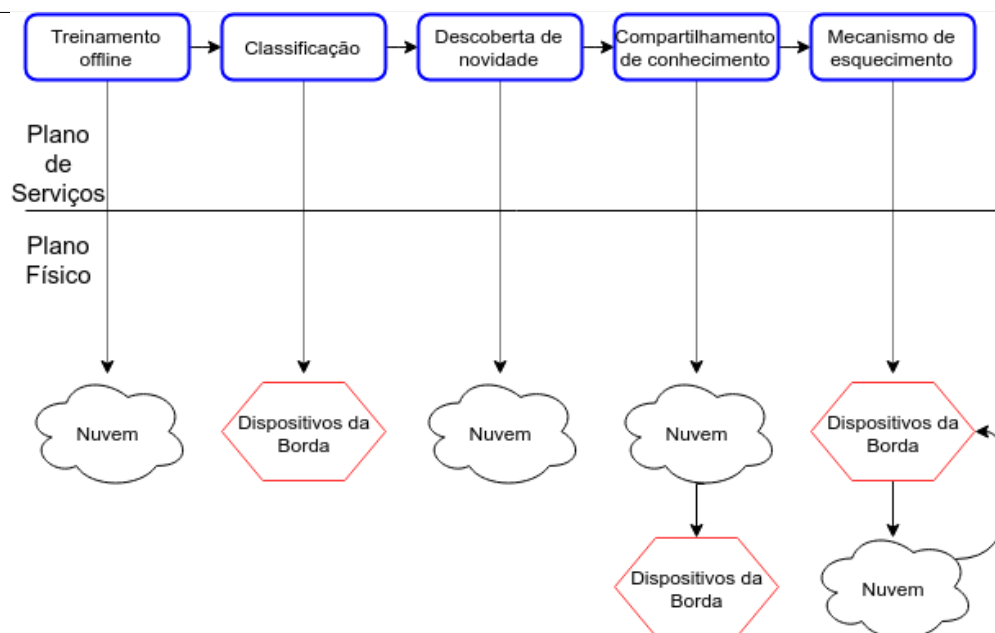 Treinamento
offline
Classificação
Descoberta de
novidade
Compartilhamento
de conhecimento
Mecanismo de
esquecimento
Plano
de
Serviços
Plano
Físico
Nuvem
Dispositivos da
Borda
Nuvem
Nuvem
Dispositivos da
Borda
Dispositivos da
Borda
Nuvem